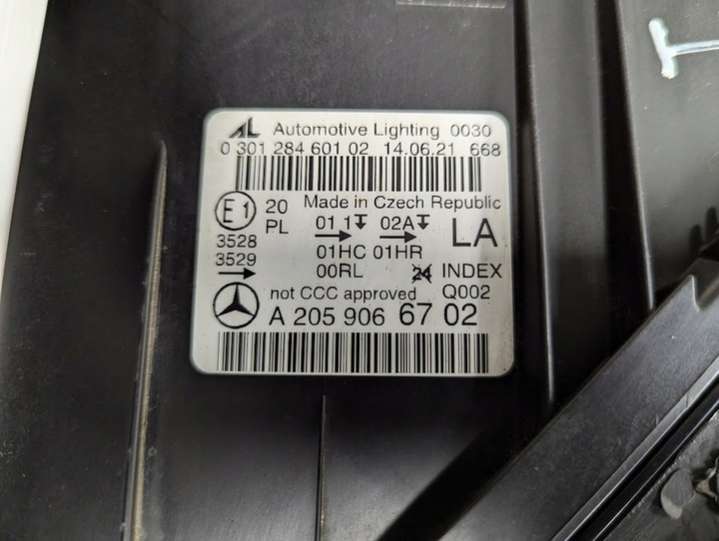 AL Automotive Lighting 0030
0 301 284 601 02 14.06.21 668
Made in Czech Republic
E1 20 01 1 02A LA
PL
3528 01HC 01HR
3529 00RL 24 INDEX
not CCC approved Q002
A 205 906 67 02